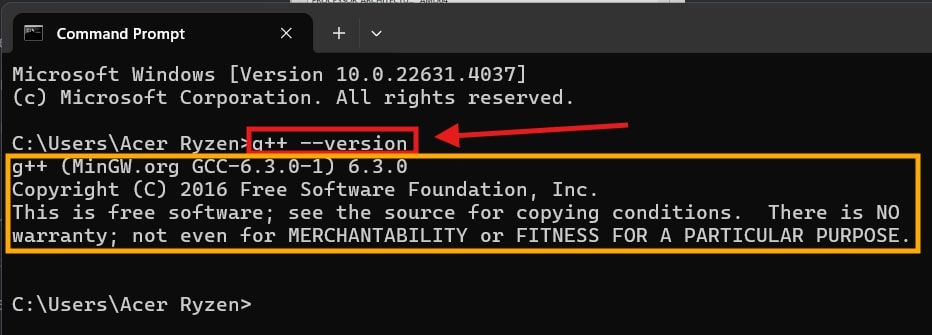 Command Prompt
Microsoft Windows [Version 10.0.22631.4037]
(c) Microsoft Corporation. All rights reserved.
C:\Users\Acer Ryzen>g++ --version
g++ (MinGW.org GCC-6.3.0-1) 6.3.0
Copyright (C) 2016 Free Software Foundation, Inc.
This is free software; see the source for copying conditions.  There is NO
warranty; not even for MERCHANTABILITY or FITNESS FOR A PARTICULAR PURPOSE.
C:\Users\Acer Ryzen>